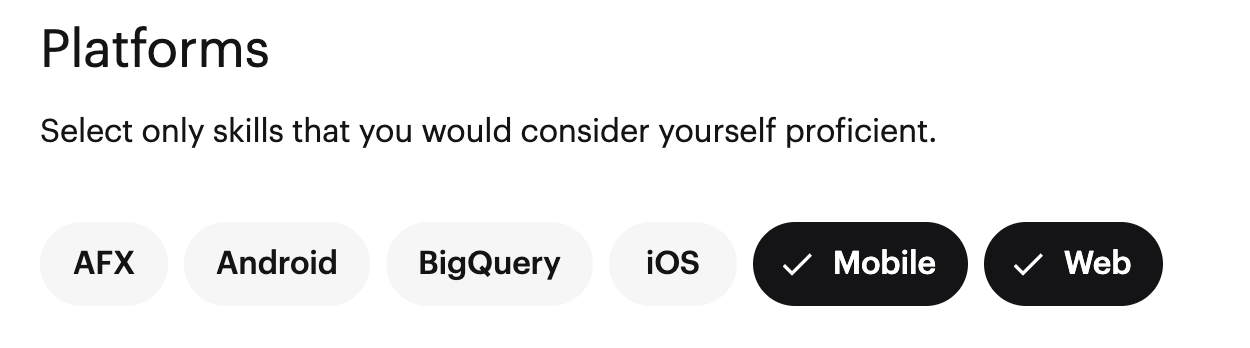 Platforms
Select only skills that you would consider yourself proficient.
AFX Android BigQuery iOS Mobile Web